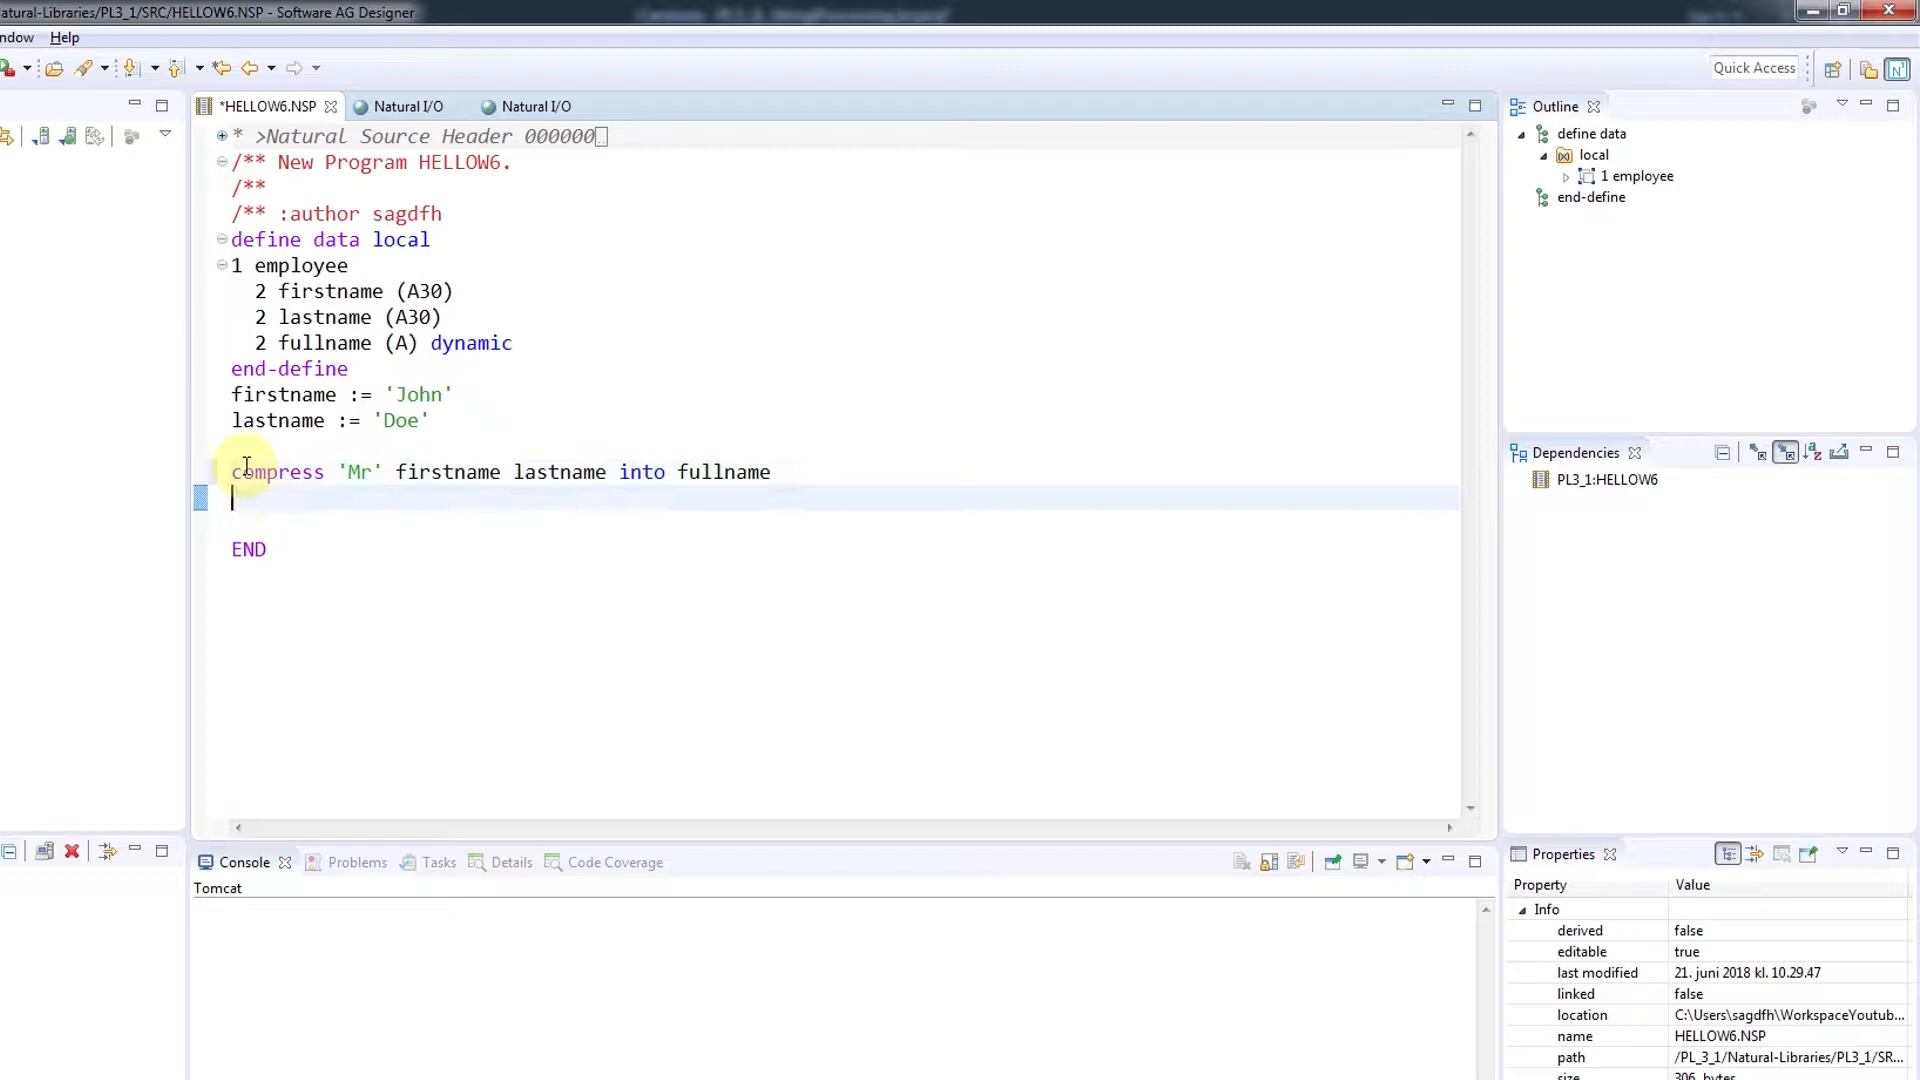 atural-Libraries/PL3_1/SRC/HELLOW6.NSP - Software AG Designer
ndow Help
Quick Access
*HELLOW6.NSP Natural I/O Natural I/O
* >Natural Source Header 000000
/** New Program HELLOW6.
/**
/** :author sagdfh
define data local
1 employee
2 firstname (A30)
2 lastname (A30)
2 fullname (A) dynamic
end-define
firstname := 'John'
lastname := 'Doe'
compress 'Mr' firstname lastname into fullname
END
Outline
define data
local
1 employee
end-define
Dependencies
PL3_1:HELLOW6
Console Problems Tasks Details Code Coverage
Tomcat
Properties
Property Value
Info
derived false
editable true
last modified 21. juni 2018 kl. 10.29.47
linked false
location C:\Users\sagdfh\WorkspaceYoutub...
name HELLOW6.NSP
path /PL_3_1/Natural-Libraries/PL3_1/SR...
size 306 bytes